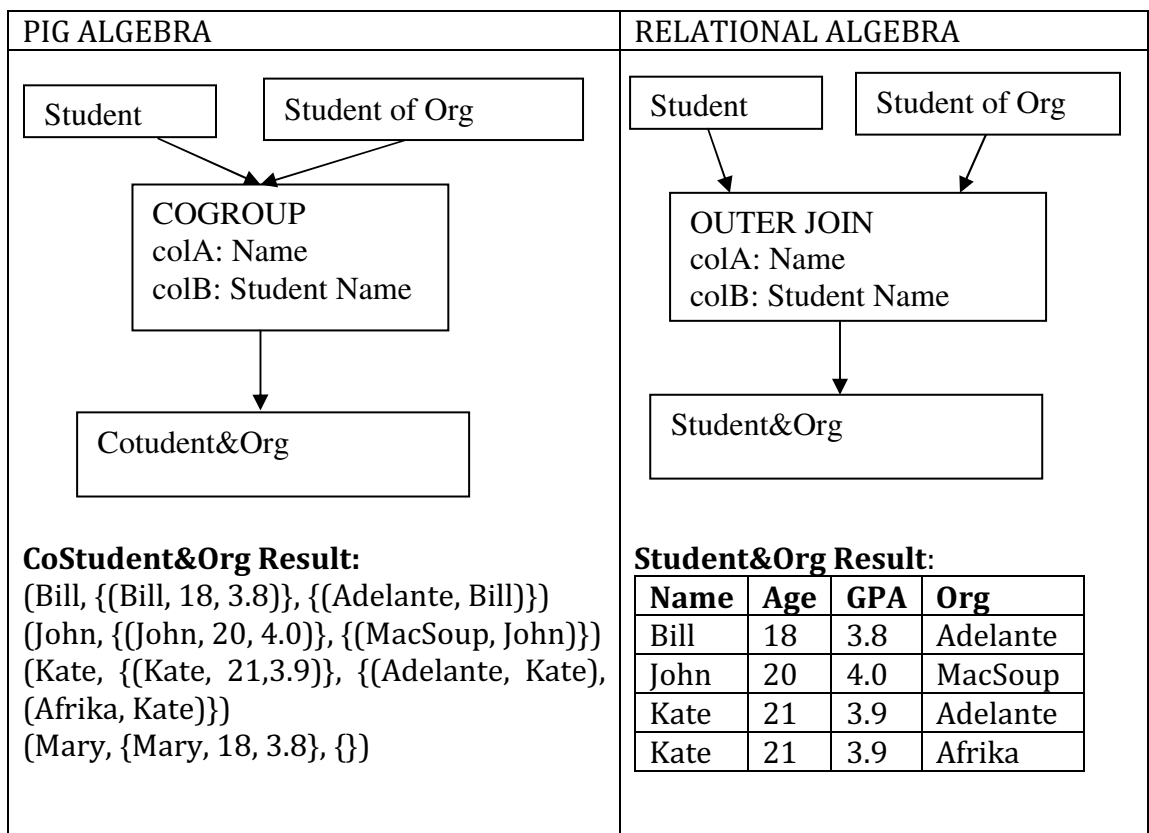 PIG ALGEBRA
Student
Student of Org
COGROUP
colA: Name
colB: Student Name
Cotudent&Org
CoStudent&Org Result:
(Bill, {(Bill, 18, 3.8)}, {(Adelante, Bill)})
(John, {(John, 20, 4.0)}, {(MacSoup, John)})
(Kate, {(Kate, 21,3.9)}, {(Adelante, Kate),
(Afrika, Kate)})
(Mary, {Mary, 18, 3.8}, {})
RELATIONAL ALGEBRA
Student
Student of Org
OUTER JOIN
colA: Name
colB: Student Name
Student&Org
Student&Org Result:
Name Age GPA Org
Bill 18 3.8 Adelante
John 20 4.0 MacSoup
Kate 21 3.9 Adelante
Kate 21 3.9 Afrika